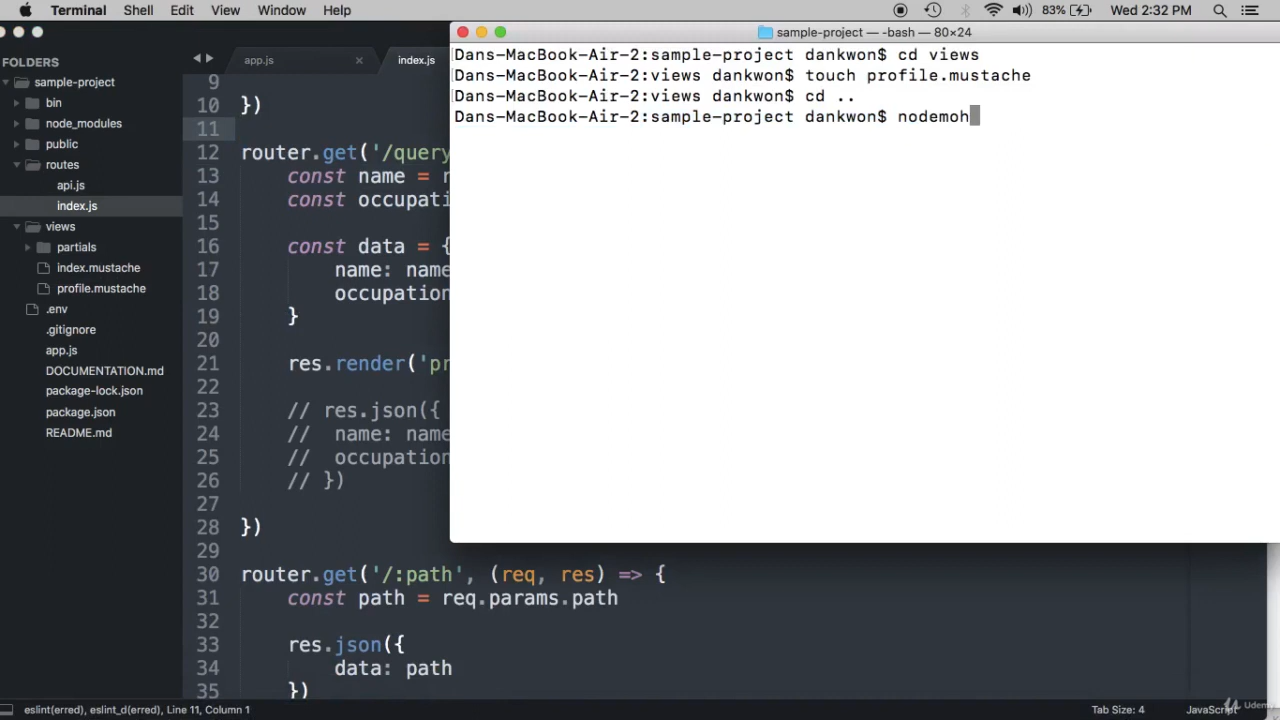 Terminal Shell Edit View Window Help 83% Wed 2:32 PM
sample-project — -bash — 80×24
Dans-MacBook-Air-2:sample-project dankwon$ cd views
Dans-MacBook-Air-2:views dankwon$ touch profile.mustache
Dans-MacBook-Air-2:views dankwon$ cd ..
Dans-MacBook-Air-2:sample-project dankwon$ nodemoh
FOLDERS
sample-project
bin
node_modules
public
routes
api.js
index.js
views
partials
index.mustache
profile.mustache
.env
.gitignore
app.js
DOCUMENTATION.md
package-lock.json
package.json
README.md
app.js × index.js
9
10 })
11
12 router.get('/query
13 const name = r
14 const occupati
15
16 const data = {
17 name: name
18 occupation
19 }
20
21 res.render('pr
22
23 // res.json({
24 // name: name
25 // occupation
26 // })
27
28 })
29
30 router.get('/:path', (req, res) => {
31 const path = req.params.path
32
33 res.json({
34 data: path
35 })
eslint(erred), eslint_d(erred), Line 11, Column 1 Tab Size: 4 JavaScript
Udemy